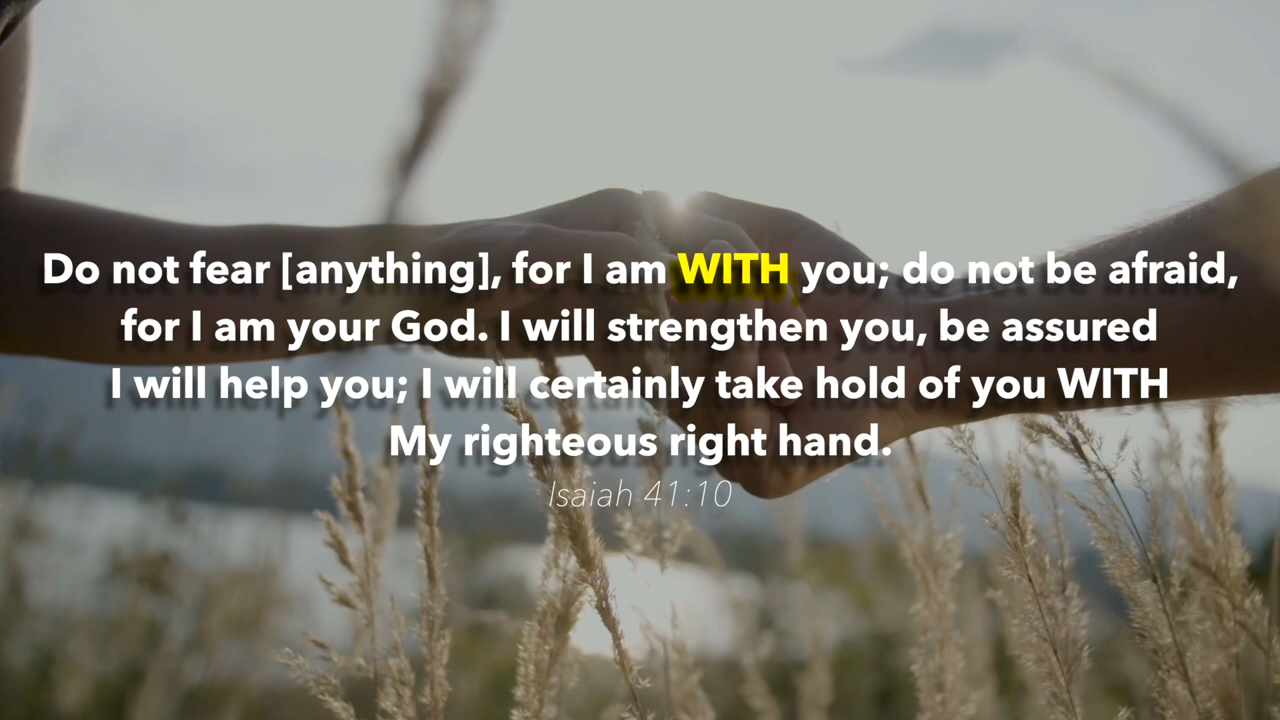 Do not fear [anything], for I am WITH you; do not be afraid,
for I am your God. I will strengthen you, be assured
I will help you; I will certainly take hold of you WITH
My righteous right hand.
Isaiah 41:10